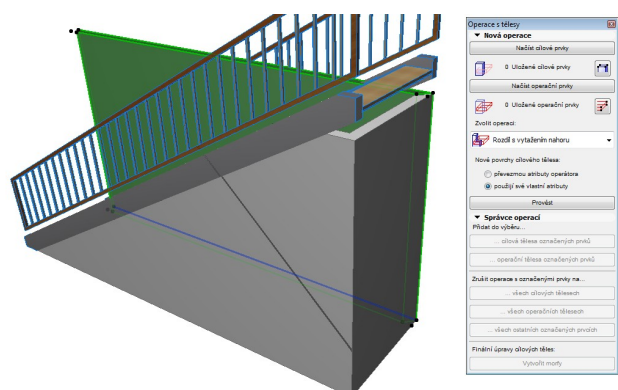 Operace s tělesy
Nová operace
Načíst cílové prvky
0 Uložené cílové prvky
Načíst operační prvky
0 Uložené operační prvky
Zvolit operaci:
Rozdíl s vytažením nahoru
Nové povrchy cílového tělesa:
převezmou atributy operátora
použijí své vlastní atributy
Provést
Správce operací
Přidat do výběru...
... cílová tělesa označených prvků
... operační tělesa označených prvků
Zrušit operace s označenými prvky na...
... všech cílových tělesech
... všech operačních tělesech
... všech ostatních označených prvcích
Finální úpravy cílových těles:
Vytvořit morfy